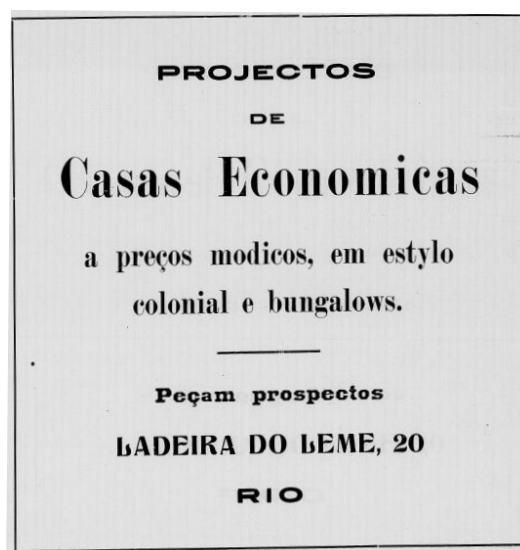 PROJECTOS
DE
Casas Economicas
a preços modicos, em estylo
colonial e bungalows.
Peçam prospectos
LADEIRA DO LEME, 20
RIO